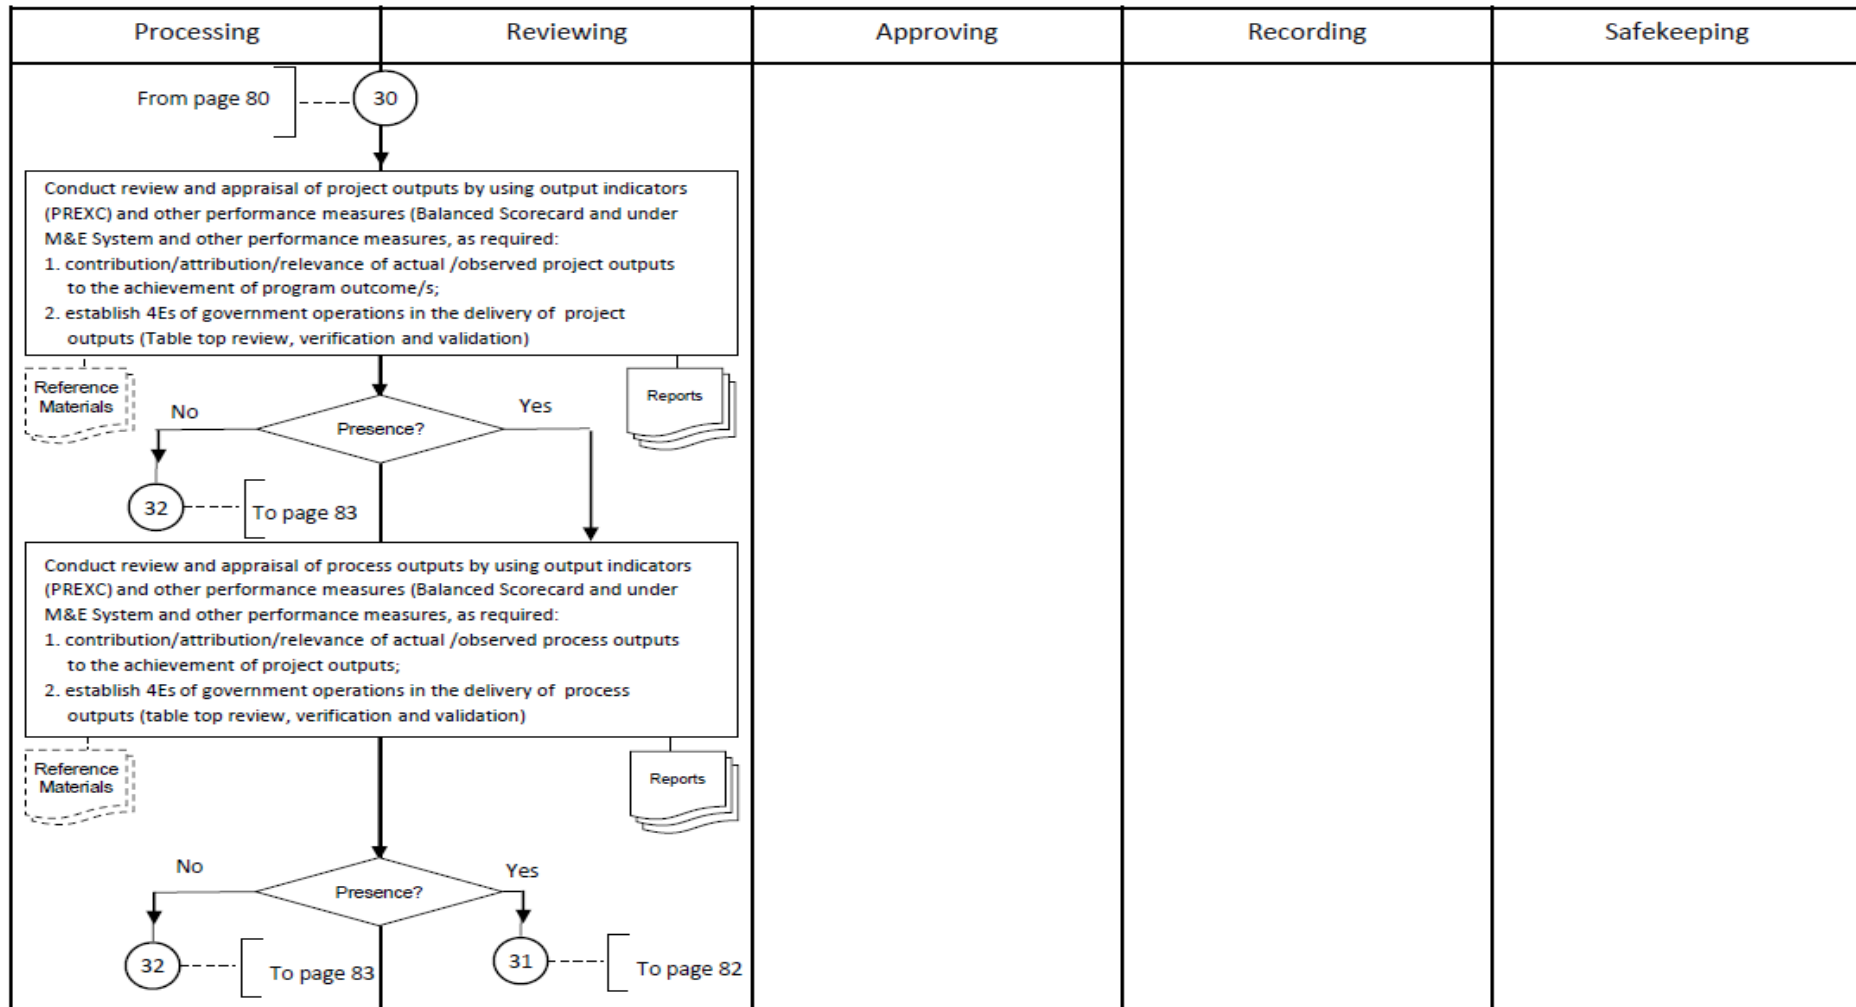 Processing
Reviewing
Approving
Recording
Safekeeping
From page 80
30
Conduct review and appraisal of project outputs by using output indicators
(PREXC) and other performance measures (Balanced Scorecard and under
M&E System and other performance measures, as required:
1. contribution/attribution/relevance of actual /observed project outputs
to the achievement of program outcome/s;
2. establish 4Es of government operations in the delivery of project
outputs (Table top review, verification and validation)
Reference
Materials
Reports
No
Yes
Presence?
32
To page 83
Conduct review and appraisal of process outputs by using output indicators
(PREXC) and other performance measures (Balanced Scorecard and under
M&E System and other performance measures, as required:
1. contribution/attribution/relevance of actual /observed process outputs
to the achievement of project outputs;
2. establish 4Es of government operations in the delivery of process
outputs (table top review, verification and validation)
Reference
Materials
Reports
No
Yes
Presence?
32
To page 83
31
To page 82